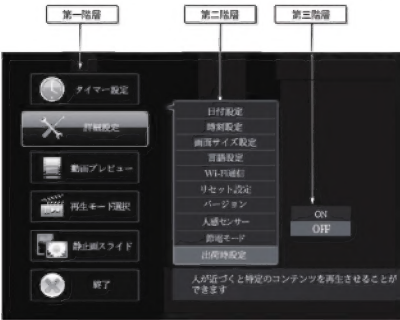 第一階層
第二階層
第三階層
タイマー設定
詳細設定
動画プレビュー
再生モード選択
静止画スライド
終了
日付設定
時刻設定
画面サイズ設定
言語設定
WI-FI通信
リセット設定
バージョン
人感センサー
節電モード
出荷時設定
ON
OFF
人が近づくと特定のコンテンツを再生させることが
できます